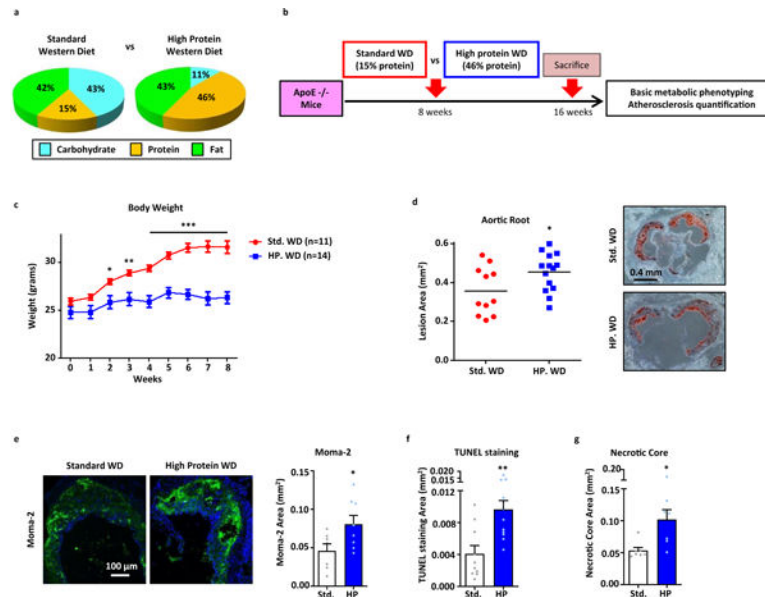 a
Standard
Western Diet
vs
High Protein
Western Diet
42%
43%
15%
43%
11%
46%
Carbohydrate
Protein
Fat
b
Standard WD
(15% protein)
vs
High protein WD
(46% protein)
Sacrifice
ApoE -/-
Mice
8 weeks
16 weeks
Basic metabolic phenotyping
Atherosclerosis quantification
c
Body Weight
Weight (grams)
30
25
20
***
**
*
0 1 2 3 4 5 6 7 8
Weeks
Std. WD (n=11)
HP. WD (n=14)
d
Aortic Root
*
Lesion Area (mm²)
0.8
0.6
0.4
0.2
0.0
Std. WD
HP. WD
Std. WD
0.4 mm
HP. WD
e
Standard WD
High Protein WD
Moma-2
100 µm
Moma-2
*
Moma-2 Area (mm²)
0.15
0.10
0.05
0.00
Std.
HP
f
TUNEL staining
**
TUNEL staining Area (mm²)
0.020
0.016
0.012
0.008
0.004
0.000
Std.
HP
g
Necrotic Core
*
Necrotic Core Area (mm²)
0.20
0.15
0.10
0.05
0.00
Std.
HP